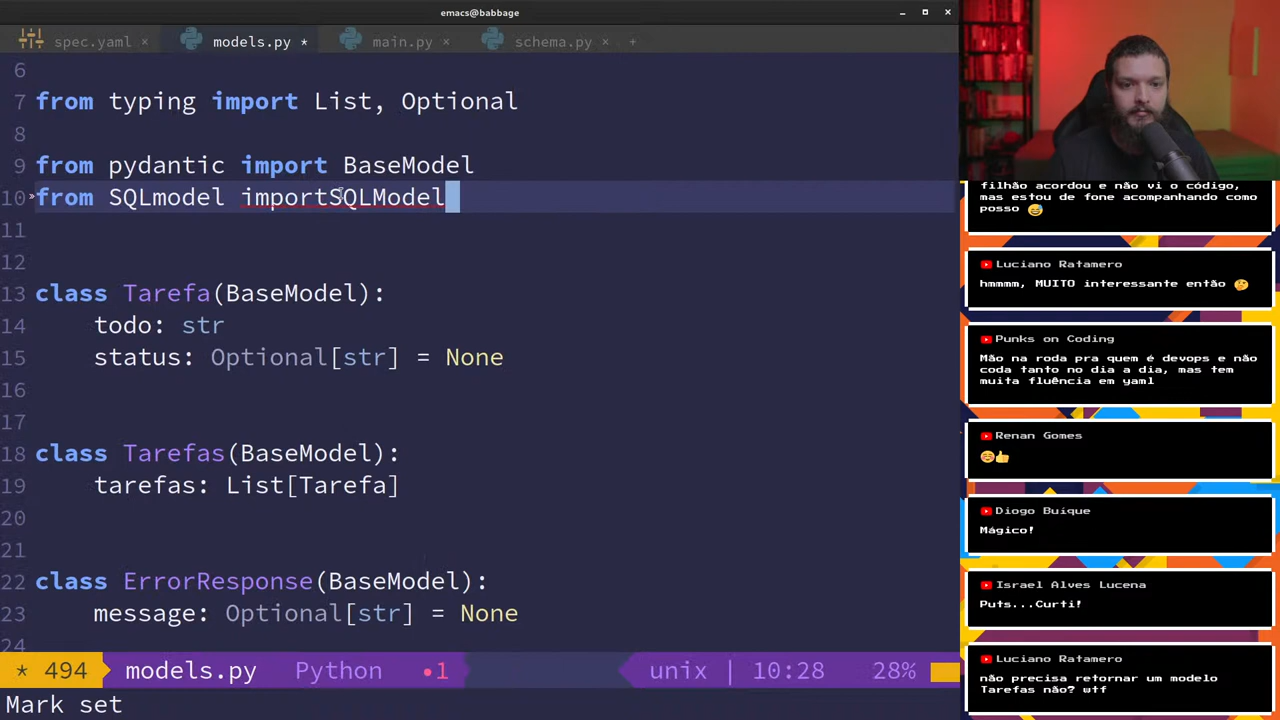 emacs@babbage
spec.yaml × models.py * main.py × schema.py × +
6
7 from typing import List, Optional
8
9 from pydantic import BaseModel
10 from SQLmodel importSQLModel
11
12
13 class Tarefa(BaseModel):
14 todo: str
15 status: Optional[str] = None
16
17
18 class Tarefas(BaseModel):
19 tarefas: List[Tarefa]
20
21
22 class ErrorResponse(BaseModel):
23 message: Optional[str] = None
24
* 494 models.py Python •1 unix | 10:28 28%
Mark set
filhão acordou e não vi o código,
mas estou de fone acompanhando como
posso 😅
Luciano Ratamero
hmmmm, MUITO interessante então 🤔
Punks on Coding
Mão na roda pra quem é devops e não
coda tanto no dia a dia, mas tem
muita fluência em yaml
Renan Gomes
☺️👍
Diogo Buique
Mágico!
Israel Alves Lucena
Puts...Curti!
Luciano Ratamero
não precisa retornar um modelo
Tarefas não? wtf